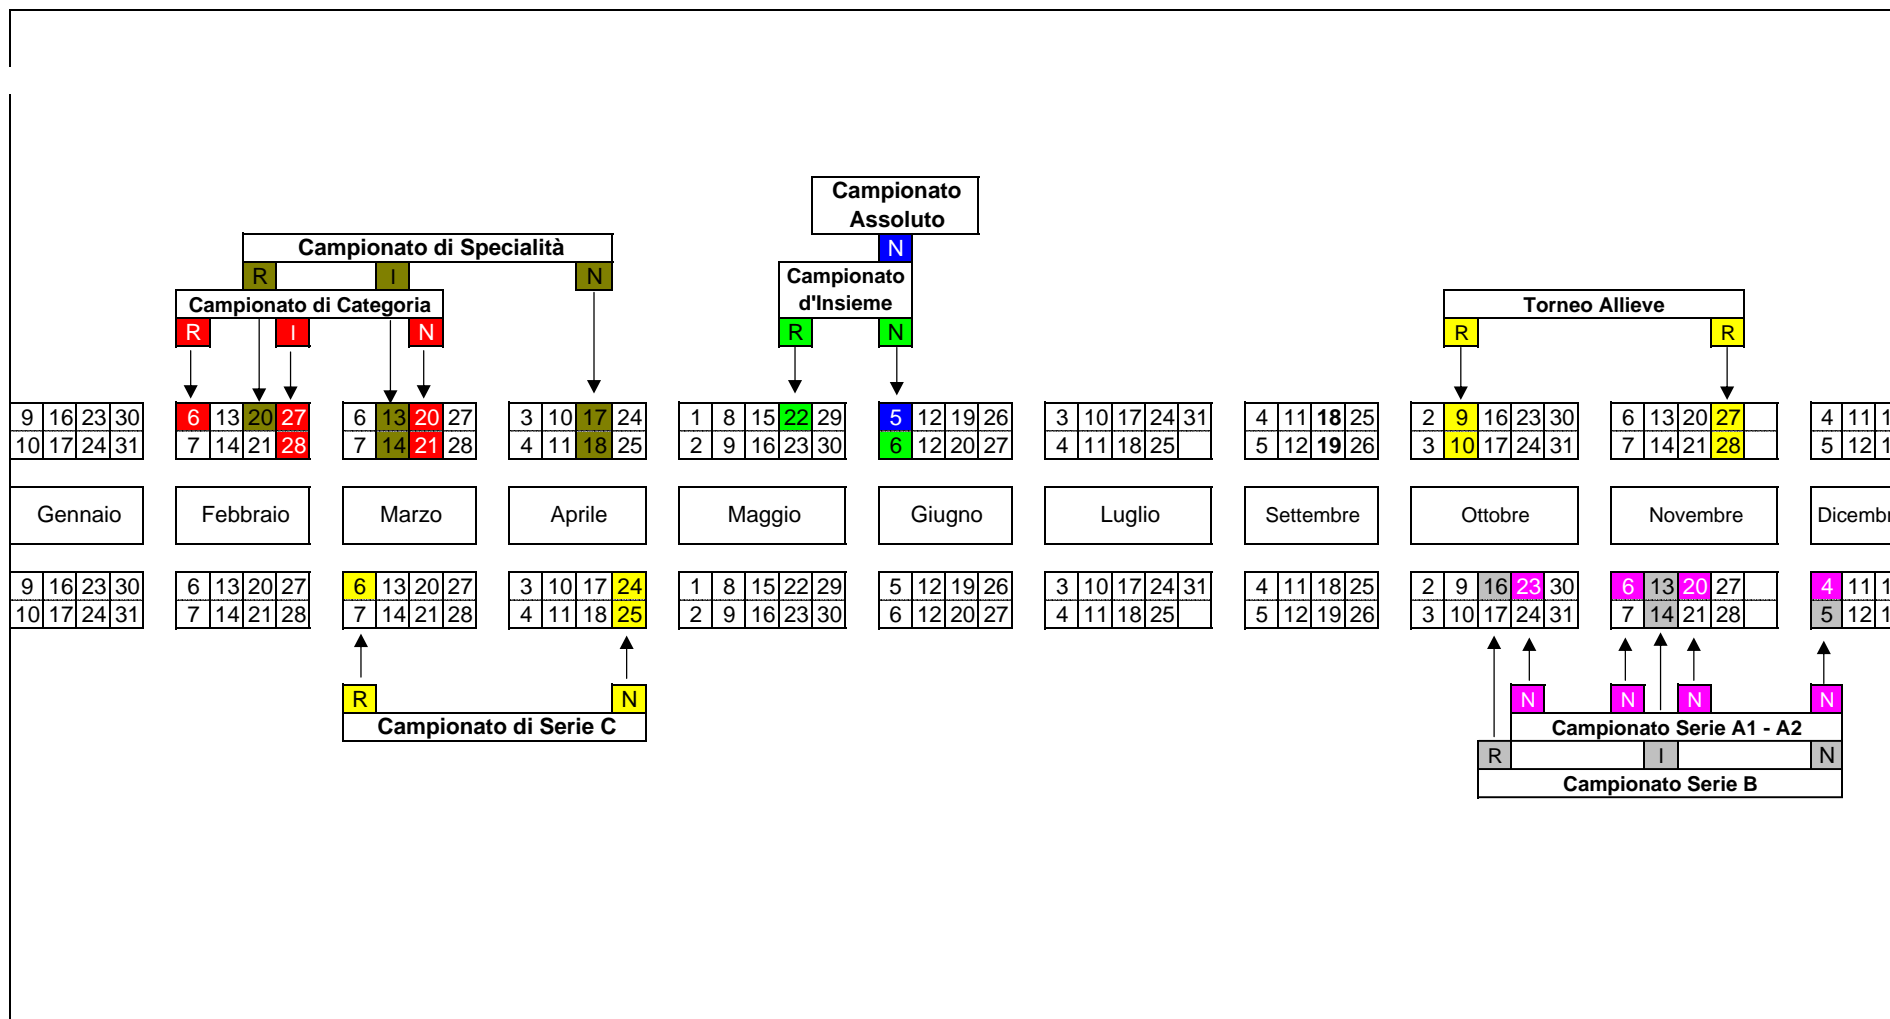 Campionato
Assoluto
N
Campionato di Specialità
R I N
Campionato
d'Insieme
R N
Campionato di Categoria
R I N
Torneo Allieve
R R
9 16 23 30 6 13 20 27 6 13 20 27 3 10 17 24 1 8 15 22 29 5 12 19 26 3 10 17 24 31 4 11 18 25 2 9 16 23 30 6 13 20 27 4 11
10 17 24 31 7 14 21 28 7 14 21 28 4 11 18 25 2 9 16 23 30 6 12 20 27 4 11 18 25 5 12 19 26 3 10 17 24 31 7 14 21 28 5 12
Gennaio Febbraio Marzo Aprile Maggio Giugno Luglio Settembre Ottobre Novembre Dicembr
9 16 23 30 6 13 20 27 6 13 20 27 3 10 17 24 1 8 15 22 29 5 12 19 26 3 10 17 24 31 4 11 18 25 2 9 16 23 30 6 13 20 27 4 11
10 17 24 31 7 14 21 28 7 14 21 28 4 11 18 25 2 9 16 23 30 6 12 20 27 4 11 18 25 5 12 19 26 3 10 17 24 31 7 14 21 28 5 12
R N
Campionato di Serie C
N N N N
Campionato Serie A1 - A2
R I N
Campionato Serie B